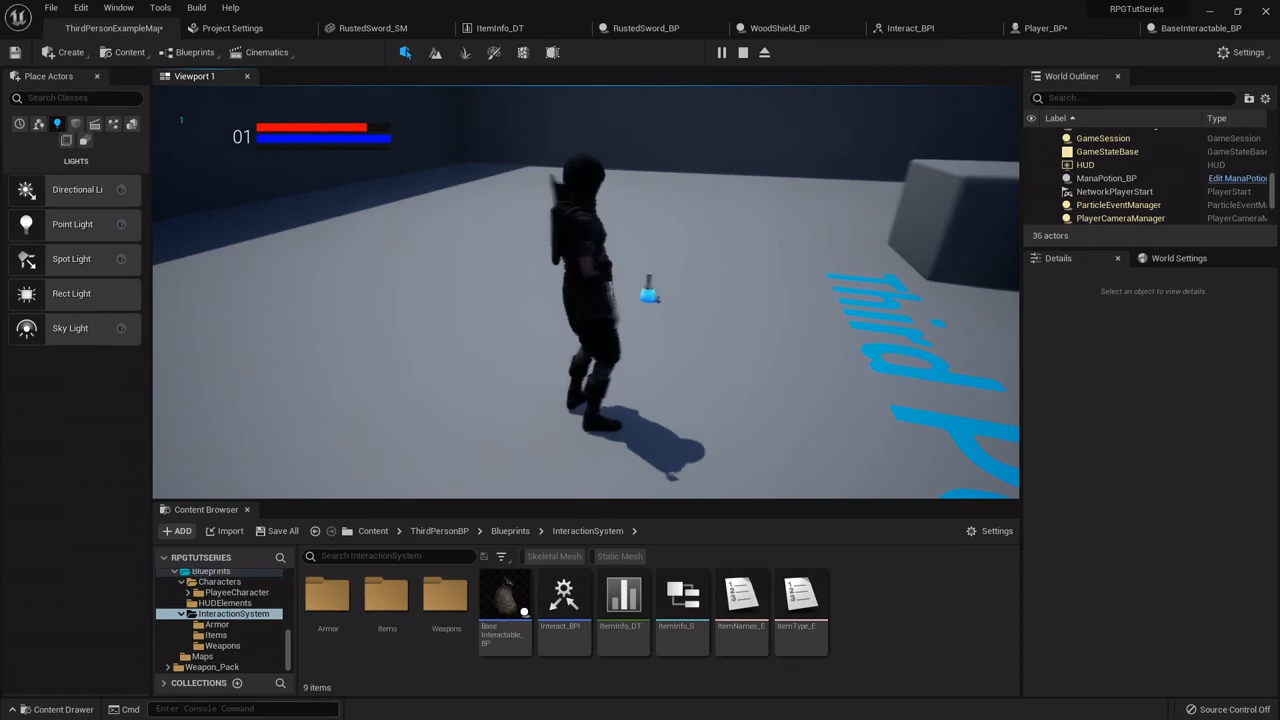 File Edit Window Tools Build Help RPGTutSeries
ThirdPersonExampleMap* Project Settings RustedSword_SM ItemInfo_DT RustedSword_BP WoodShield_BP Interact_BPI Player_BP* BaseInteractable_BP
Create Content Blueprints Cinematics Settings
Place Actors Viewport 1 World Outliner
Search Classes
Search...
Label Type
LIGHTS
Directional Li
Point Light
Spot Light
Rect Light
Sky Light
1
01
Third P
GameSession GameSession
GameStateBase GameStateBase
HUD HUD
ManaPotion_BP Edit ManaPotion
NetworkPlayerStart PlayerStart
ParticleEventManager ParticleEventM
PlayerCameraManager PlayerCameraM
36 actors
Details World Settings
Select an object to view details.
Content Browser
ADD Import Save All Content ThirdPersonBP Blueprints InteractionSystem Settings
RPGTUTSERIES
Search InteractionSystem Skeletal Mesh Static Mesh
Blueprints
Characters
PlayeeCharacter
HUDElements
InteractionSystem
Armor
Items
Weapons
Maps
Weapon_Pack
COLLECTIONS
Armor Items Weapons
Base
Interactable_
BP
Interact_BPI ItemInfo_DT ItemInfo_S ItemNames_E ItemType_E
9 items
Content Drawer Cmd Enter Console Command Source Control Off